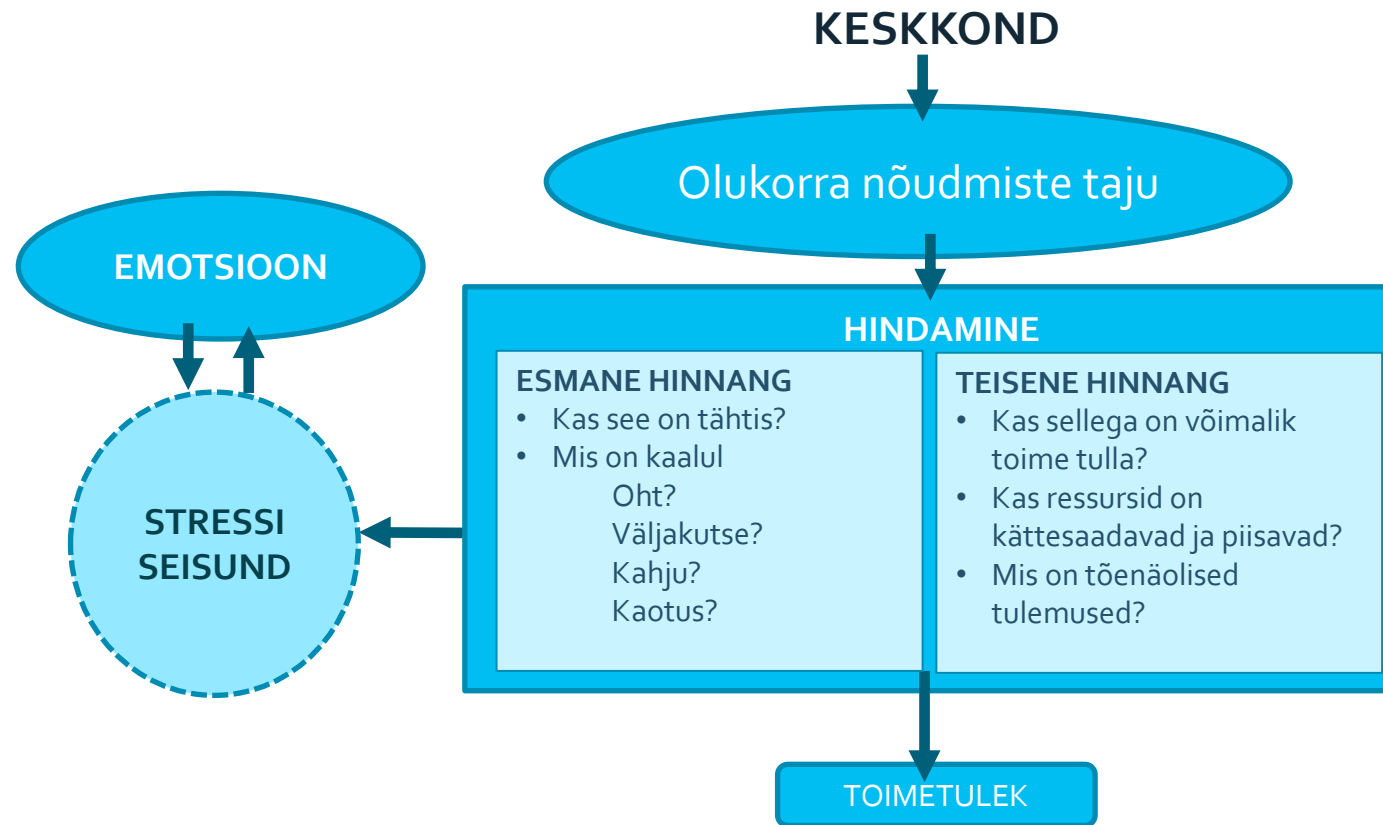 KESKKOND
Olukorra nõudmiste taju
EMOTSIOON
HINDAMINE
ESMANE HINNANG
• Kas see on tähtis?
• Mis on kaalul
Oht?
Väljakutse?
Kahju?
Kaotus?
TEISENE HINNANG
• Kas sellega on võimalik
toime tulla?
• Kas ressursid on
kättesaadavad ja piisavad?
• Mis on tõenäolised
tulemused?
STRESSI
SEISUND
TOIMETULEK